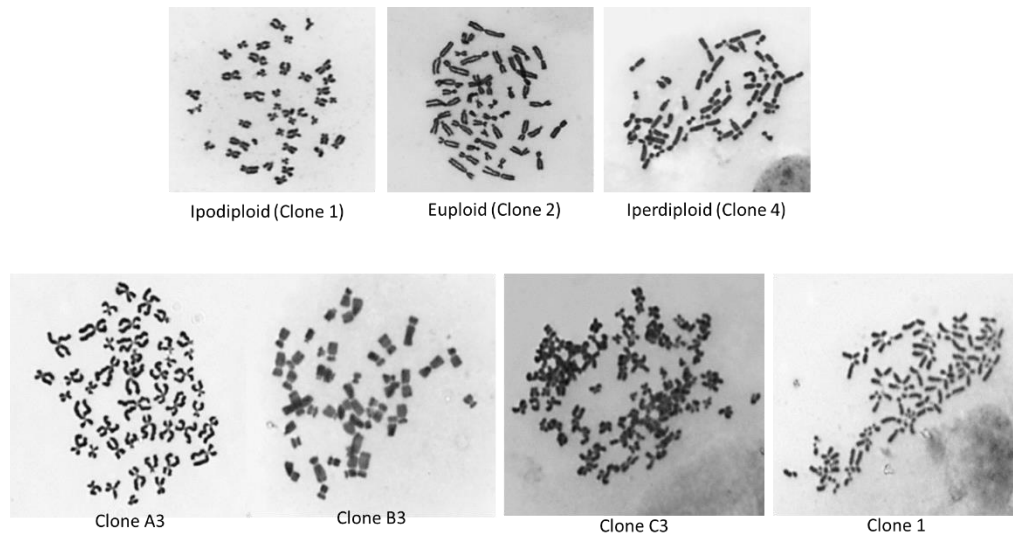 Ipodiploid (Clone 1)
Euploid (Clone 2)
Iperdiploid (Clone 4)
Clone A3
Clone B3
Clone C3
Clone 1